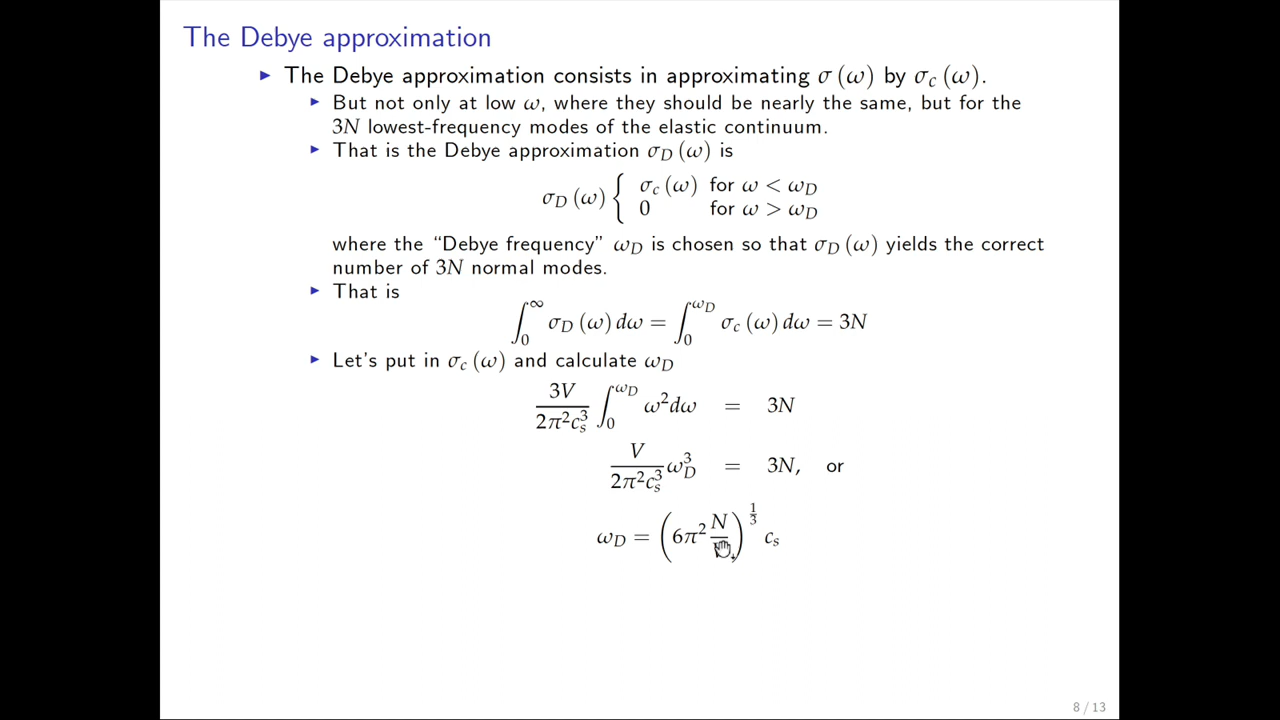 The Debye approximation
▶ The Debye approximation consists in approximating σ (ω) by σ_c (ω).
▶ But not only at low ω, where they should be nearly the same, but for the
3N lowest-frequency modes of the elastic continuum.
▶ That is the Debye approximation σ_D (ω) is
σ_D (ω) { σ_c (ω) for ω < ω_D
0 for ω > ω_D
where the “Debye frequency” ω_D is chosen so that σ_D (ω) yields the correct
number of 3N normal modes.
▶ That is
∫_0^∞ σ_D (ω) dω = ∫_0^{ω_D} σ_c (ω) dω = 3N
▶ Let's put in σ_c (ω) and calculate ω_D
3V/(2π²c_s³) ∫_0^{ω_D} ω²dω = 3N
V/(2π²c_s³) ω_D³ = 3N, or
ω_D = (6π² N/)^{1/3} c_s
8 / 13